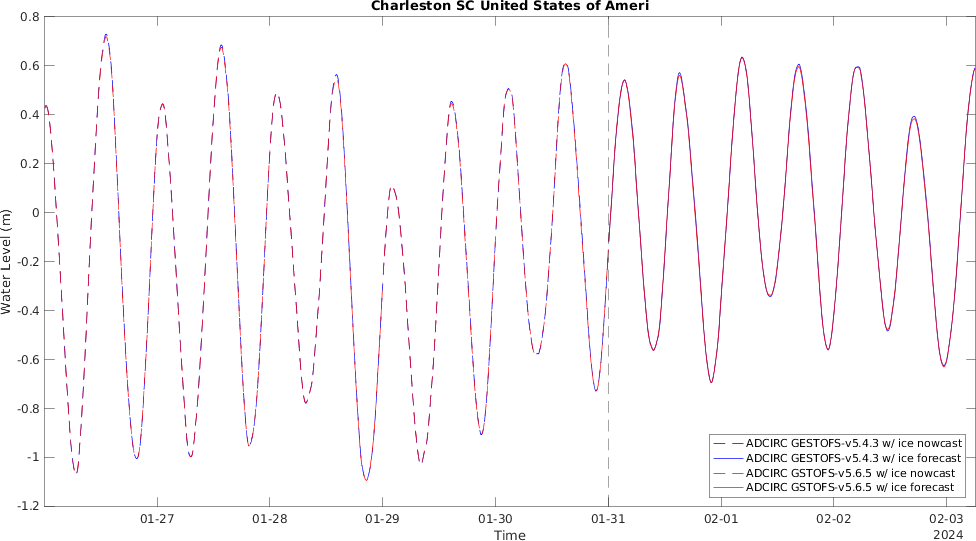 Charleston SC United States of Ameri
0.8
0.6
0.4
0.2
0
-0.2
-0.4
-0.6
-0.8
-1
-1.2
Water Level (m)
01-27
01-28
01-29
01-30
01-31
02-01
02-02
02-03
2024
Time
ADCIRC GESTOFS-v5.4.3 w/ ice nowcast
ADCIRC GESTOFS-v5.4.3 w/ ice forecast
ADCIRC GSTOFS-v5.6.5 w/ ice nowcast
ADCIRC GSTOFS-v5.6.5 w/ ice forecast